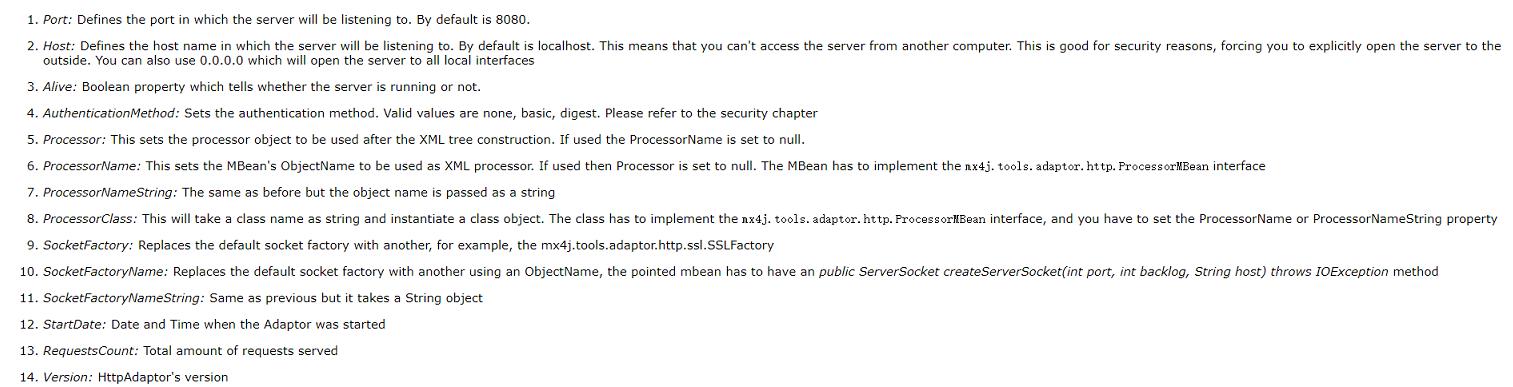 1. Port: Defines the port in which the server will be listening to. By default is 8080.
2. Host: Defines the host name in which the server will be listening to. By default is localhost. This means that you can't access the server from another computer. This is good for security reasons, forcing you to explicitly open the server to the
outside. You can also use 0.0.0.0 which will open the server to all local interfaces
3. Alive: Boolean property which tells whether the server is running or not.
4. AuthenticationMethod: Sets the authentication method. Valid values are none, basic, digest. Please refer to the security chapter
5. Processor: This sets the processor object to be used after the XML tree construction. If used the ProcessorName is set to null.
6. ProcessorName: This sets the MBean's ObjectName to be used as XML processor. If used then Processor is set to null. The MBean has to implement the mx4j.tools.adaptor.http.ProcessorMBean interface
7. ProcessorNameString: The same as before but the object name is passed as a string
8. ProcessorClass: This will take a class name as string and instantiate a class object. The class has to implement the mx4j.tools.adaptor.http.ProcessorMBean interface, and you have to set the ProcessorName or ProcessorNameString property
9. SocketFactory: Replaces the default socket factory with another, for example, the mx4j.tools.adaptor.http.ssl.SSLFactory
10. SocketFactoryName: Replaces the default socket factory with another using an ObjectName, the pointed mbean has to have an public ServerSocket createServerSocket(int port, int backlog, String host) throws IOException method
11. SocketFactoryNameString: Same as previous but it takes a String object
12. StartDate: Date and Time when the Adaptor was started
13. RequestsCount: Total amount of requests served
14. Version: HttpAdaptor's version